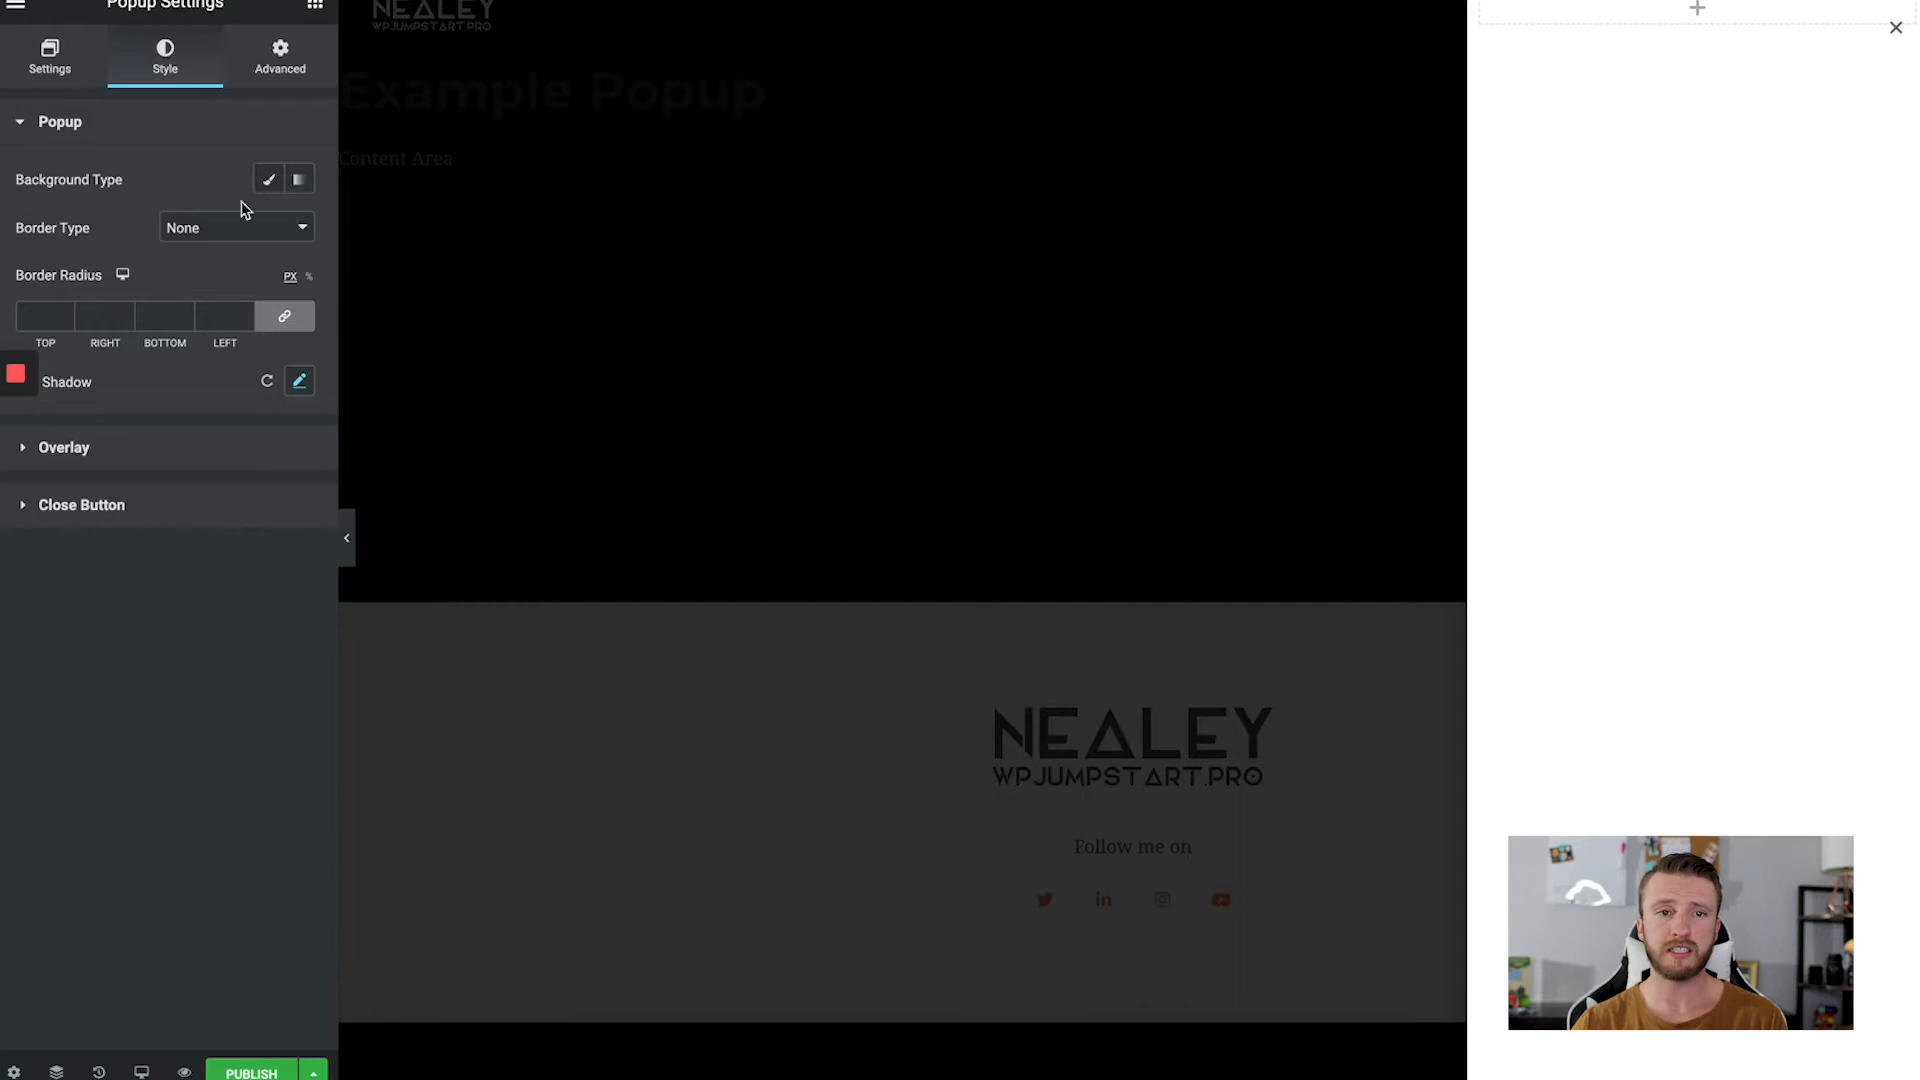 Popup Settings
Settings
Style
Advanced
Popup
Background Type
Border Type
None
Border Radius
PX %
TOP RIGHT BOTTOM LEFT
Shadow
Overlay
Close Button
PUBLISH
NEALEY
WPJUMPSTART.PRO
Example Popup
Content Area
NEALEY
WPJUMPSTART.PRO
Follow me on